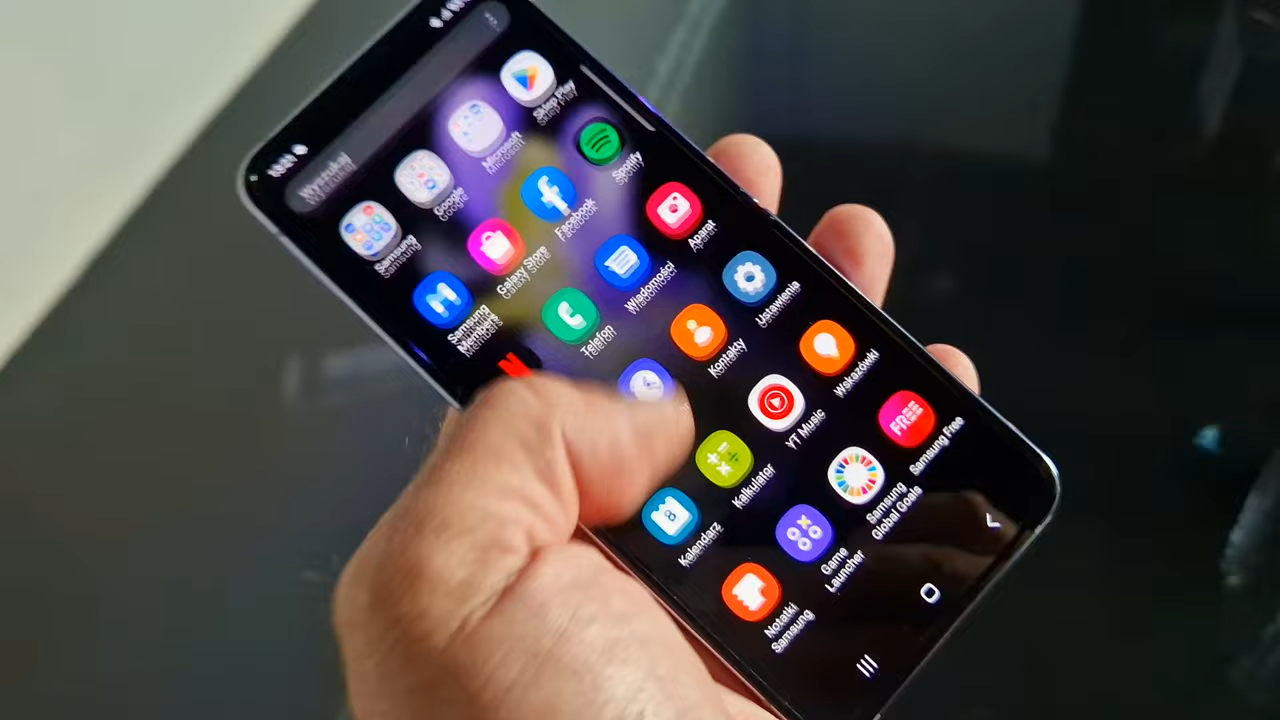 Wyszukaj
Samsung
Google
Microsoft
Sklep Play
Samsung
Members
Galaxy Store
Facebook
Spotify
N
Telefon
Wiadomości
Aparat
Kontakty
Ustawienia
Kalendarz
8
Kalkulator
YT Music
Wskazówki
Notatki
Samsung
Game
Launcher
Samsung
Global Goals
FREE
Samsung Free